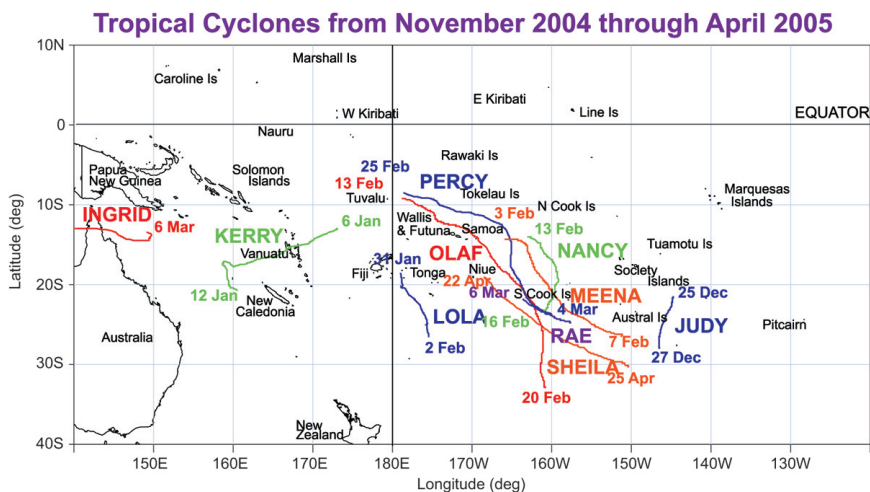 Tropical Cyclones from November 2004 through April 2005
10N
Marshall Is
Caroline Is
E Kiribati
W Kiribati
Line Is
EQUATOR
0
Nauru
25 Feb
Rawaki Is
Papua
New Guinea
Solomon
Islands
13 Feb
PERCY
Tuvalu
Tokelau Is
Marquesas
Islands
10S
INGRID
6 Mar
KERRY
6 Jan
Wallis
& Futuna
Samoa
3 Feb
N Cook Is
13 Feb
NANCY
Tuamotu Is
Vanuatu
31 Jan
OLAF
Fiji
Tonga
Niue
Society
Islands
20S
12 Jan
22 Apr
6 Mar
S Cook Is
MEENA
25 Dec
New
Caledonia
LOLA
16 Feb
4 Mar
Austral Is
JUDY
Pitcairn
Australia
RAE
2 Feb
7 Feb
27 Dec
30S
SHEILA
25 Apr
20 Feb
New
Zealand
40S
150E
160E
170E
180
170W
160W
150W
140W
130W
Latitude (deg)
Longitude (deg)